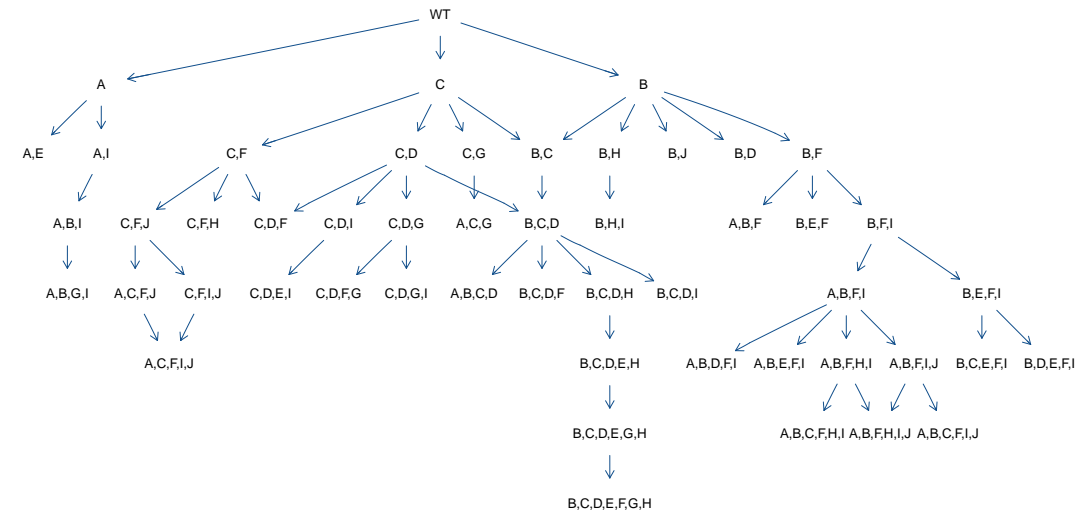 WT
A C B
A,E A,I C,F C,D C,G B,C B,H B,J B,D B,F
A,B,I C,F,J C,F,H C,D,F C,D,I C,D,G A,C,G B,C,D B,H,I A,B,F B,E,F B,F,I
A,B,G,I A,C,F,J C,F,I,J C,D,E,I C,D,F,G C,D,G,I A,B,C,D B,C,D,F B,C,D,H B,C,D,I A,B,F,I B,E,F,I
A,C,F,I,J B,C,D,E,H A,B,D,F,I A,B,E,F,I A,B,F,H,I A,B,F,I,J B,C,E,F,I B,D,E,F,I
B,C,D,E,G,H A,B,C,F,H,I A,B,F,H,I,J A,B,C,F,I,J
B,C,D,E,F,G,H